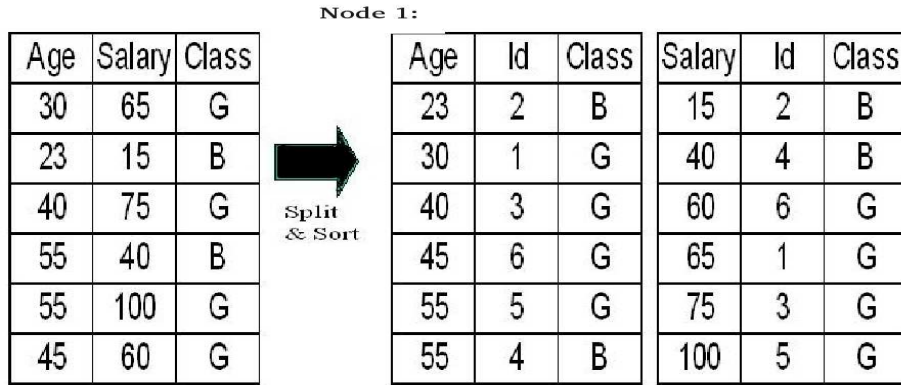 Node 1:
Age Salary Class Age Id Class Salary Id Class
30 65 G 23 2 B 15 2 B
23 15 B 30 1 G 40 4 B
40 75 G 40 3 G 60 6 G
Split
& Sort
55 40 B 45 6 G 65 1 G
55 100 G 55 5 G 75 3 G
45 60 G 55 4 B 100 5 G